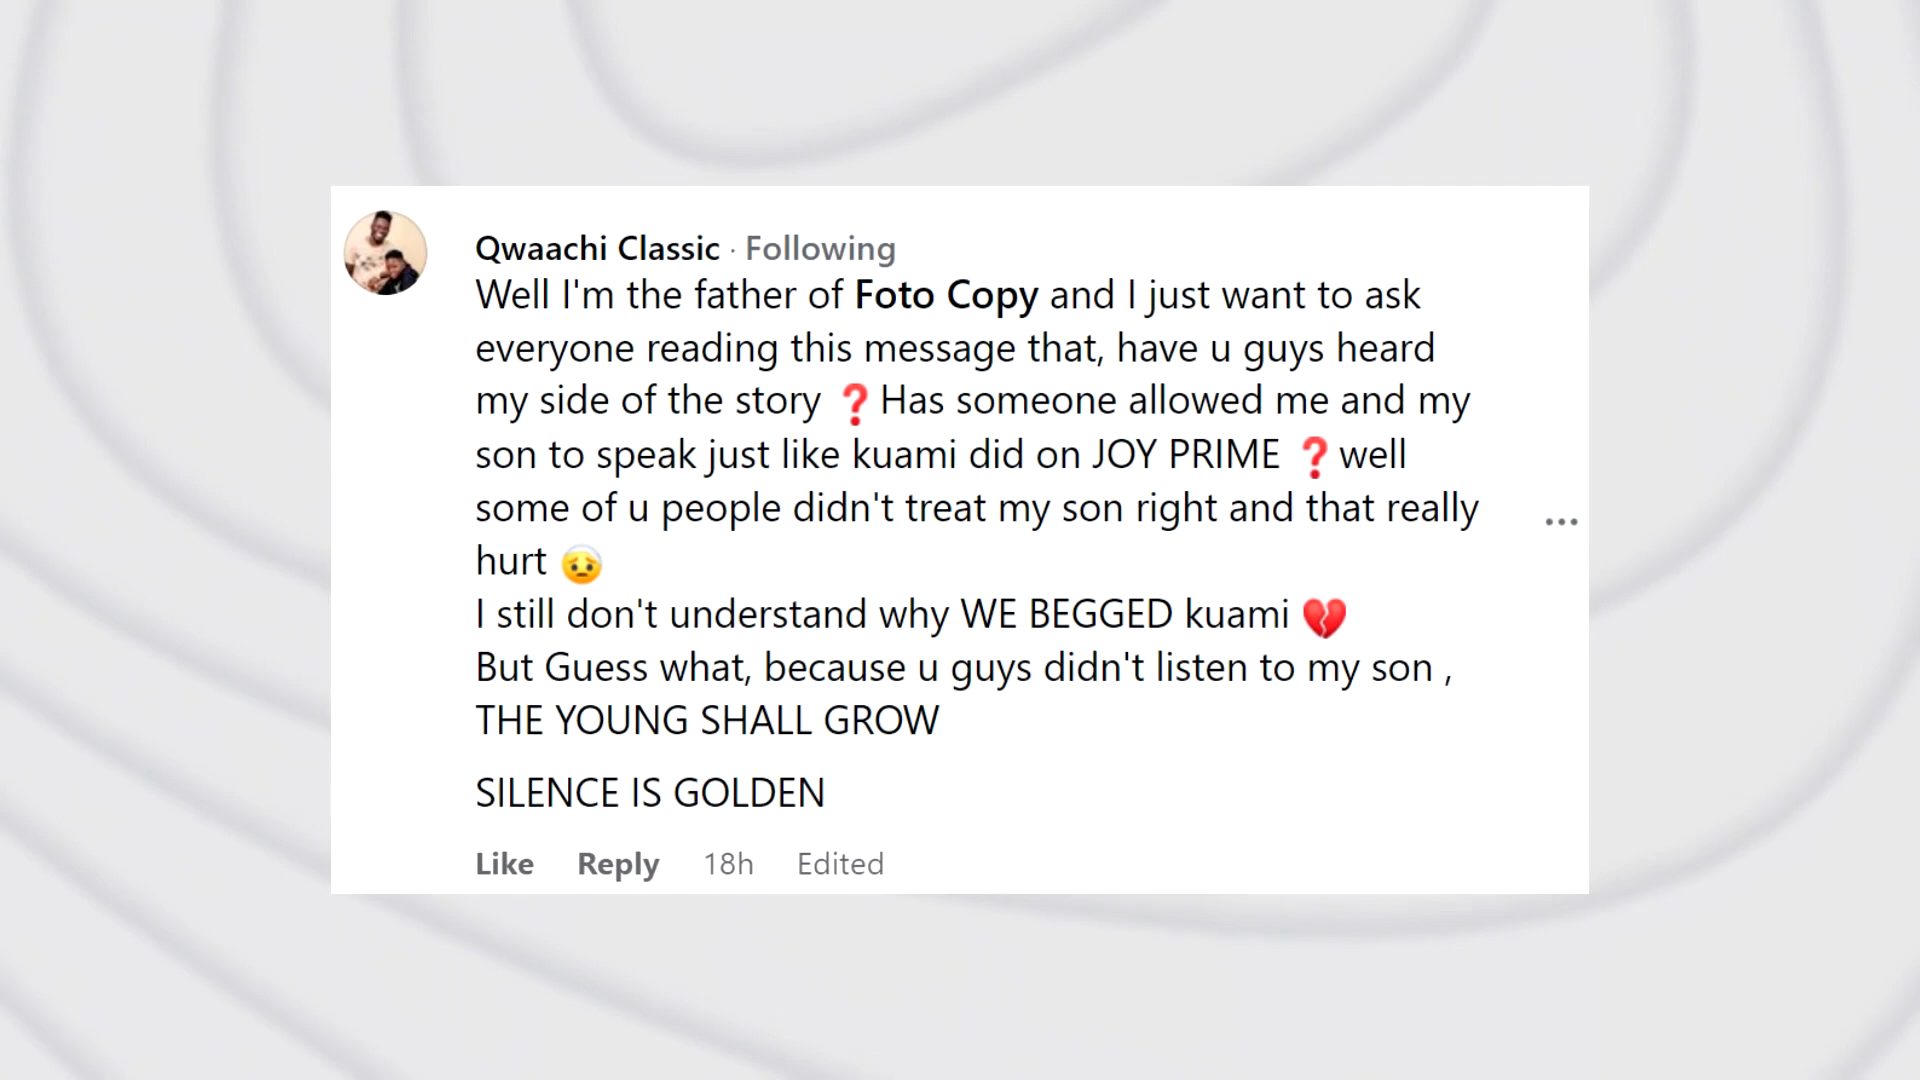 Qwaachi Classic · Following
Well I'm the father of Foto Copy and I just want to ask
everyone reading this message that, have u guys heard
my side of the story ❓Has someone allowed me and my
son to speak just like kuami did on JOY PRIME ❓well
some of u people didn't treat my son right and that really
hurt 🤕
I still don't understand why WE BEGGED kuami 💔
But Guess what, because u guys didn't listen to my son ,
THE YOUNG SHALL GROW
SILENCE IS GOLDEN
Like Reply 18h Edited